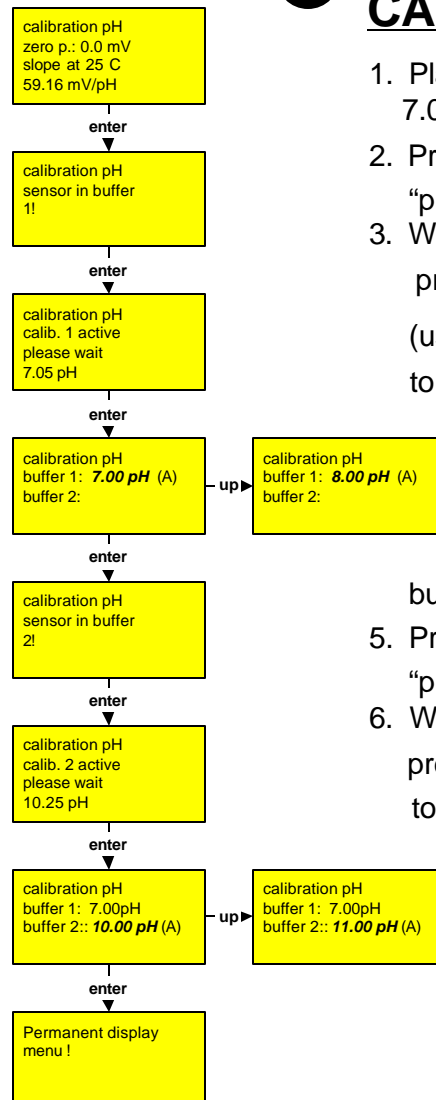 CA
calibration pH
zero p.: 0.0 mV
slope at 25 C
59.16 mV/pH
enter
calibration pH
sensor in buffer
1!
enter
calibration pH
calib. 1 active
please wait
7.05 pH
enter
calibration pH
buffer 1: 7.00 pH (A)
buffer 2:
up
calibration pH
buffer 1: 8.00 pH (A)
buffer 2:
enter
calibration pH
sensor in buffer
2!
enter
calibration pH
calib. 2 active
please wait
10.25 pH
enter
calibration pH
buffer 1: 7.00pH
buffer 2:: 10.00 pH (A)
up
calibration pH
buffer 1: 7.00pH
buffer 2:: 11.00 pH (A)
enter
Permanent display
menu !
1. Pl
7.0
2. Pr
“p
3. W
pr
(u
to
bu
5. Pr
“p
6. W
pr
to